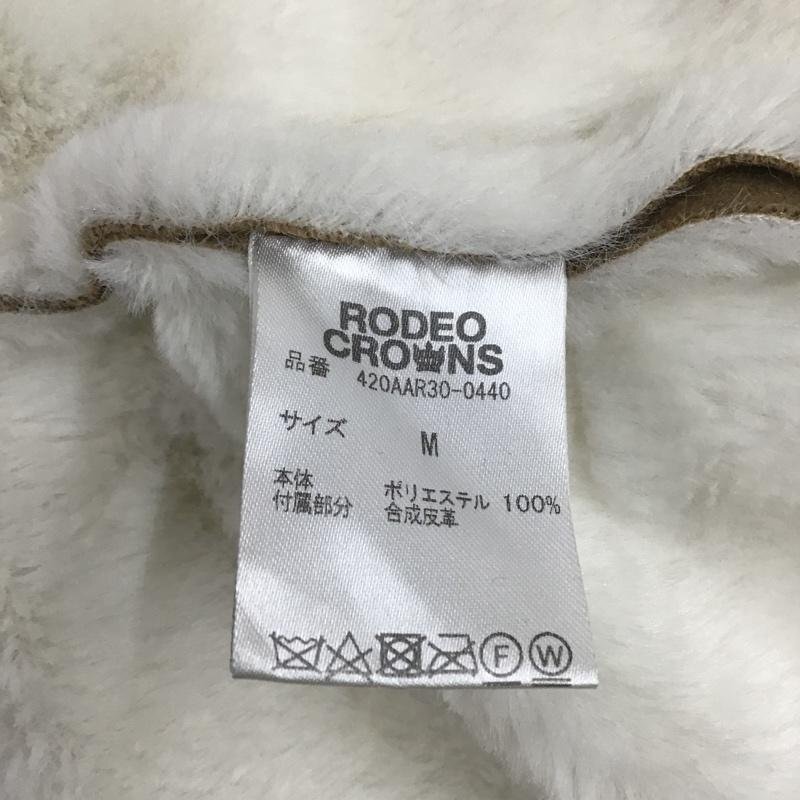 RODEO
CROWNS
品番 420AAR30-0440
サイズ M
本体 ポリエステル 100%
付属部分 合成皮革
F W